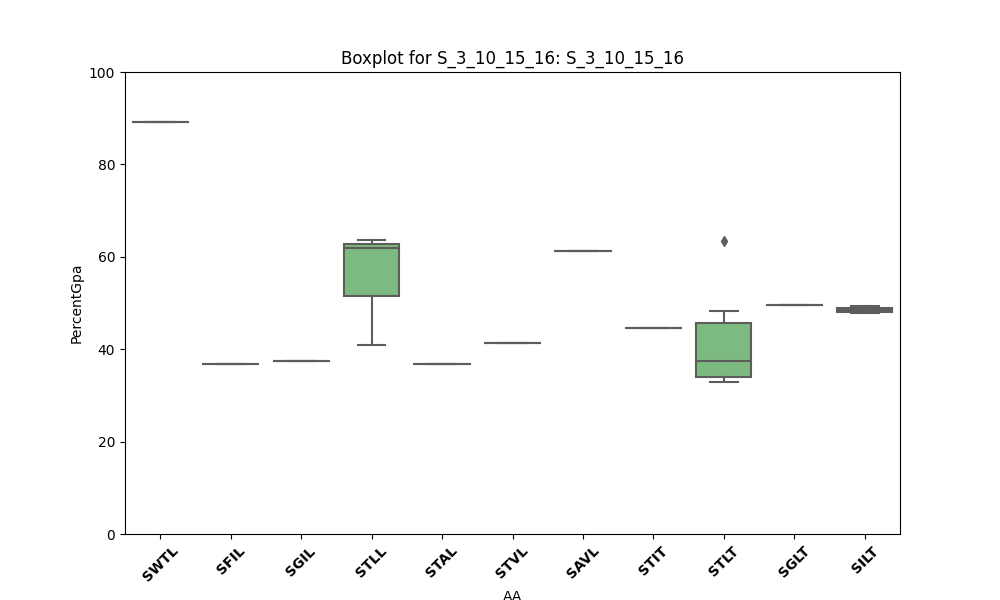 Boxplot for S_3_10_15_16: S_3_10_15_16
100
80
60
40
20
0
PercentGpa
SWTL
SFIL
SGIL
STLL
STAL
STVL
SAVL
STIT
STLT
SGLT
SILT
AA